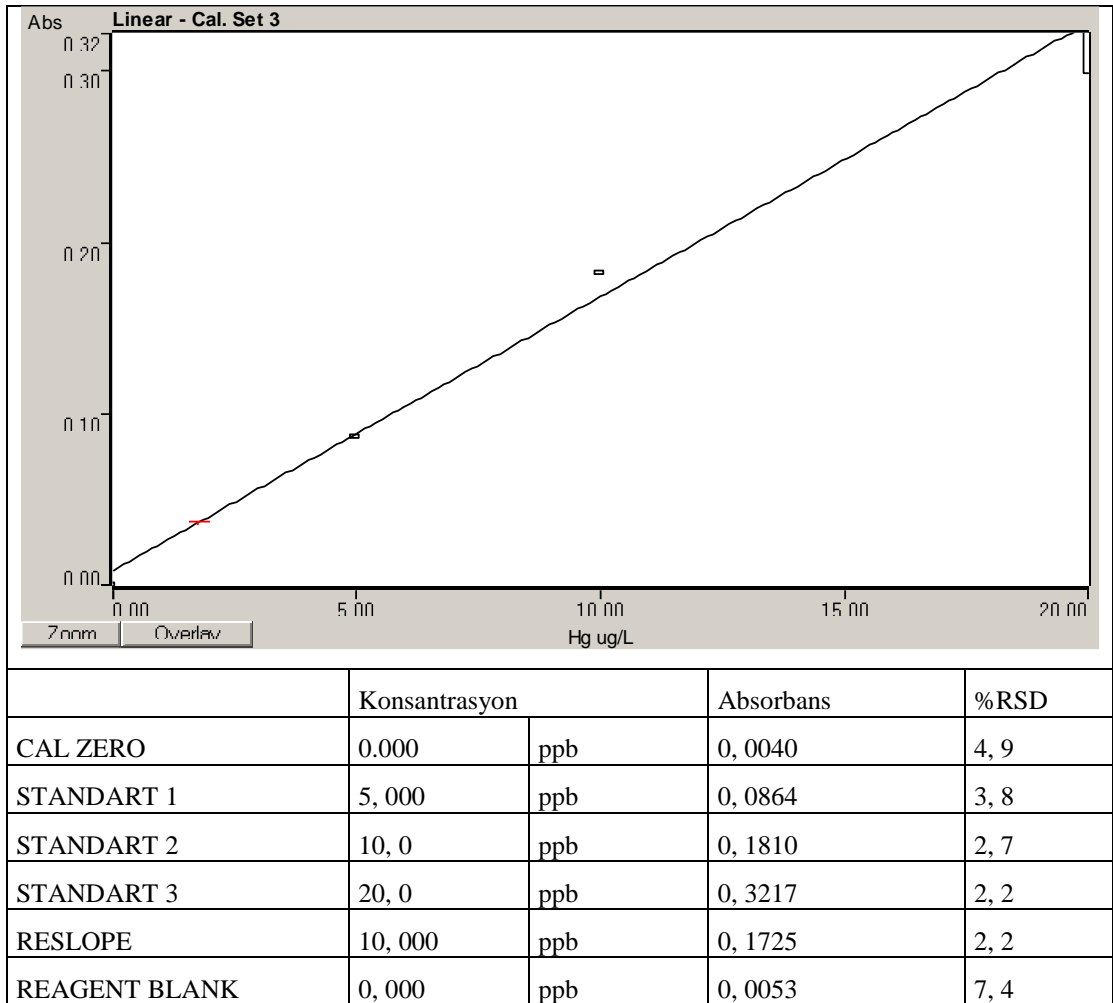 Abs Linear - Cal. Set 3
0.32
0.30
0.20
0.10
0.00
0.00 5.00 10.00 15.00 20.00
Zoom Overlay
Hg ug/L
Konsantrasyon Absorbans %RSD
CAL ZERO 0.000 ppb 0, 0040 4, 9
STANDART 1 5, 000 ppb 0, 0864 3, 8
STANDART 2 10, 0 ppb 0, 1810 2, 7
STANDART 3 20, 0 ppb 0, 3217 2, 2
RESLOPE 10, 000 ppb 0, 1725 2, 2
REAGENT BLANK 0, 000 ppb 0, 0053 7, 4